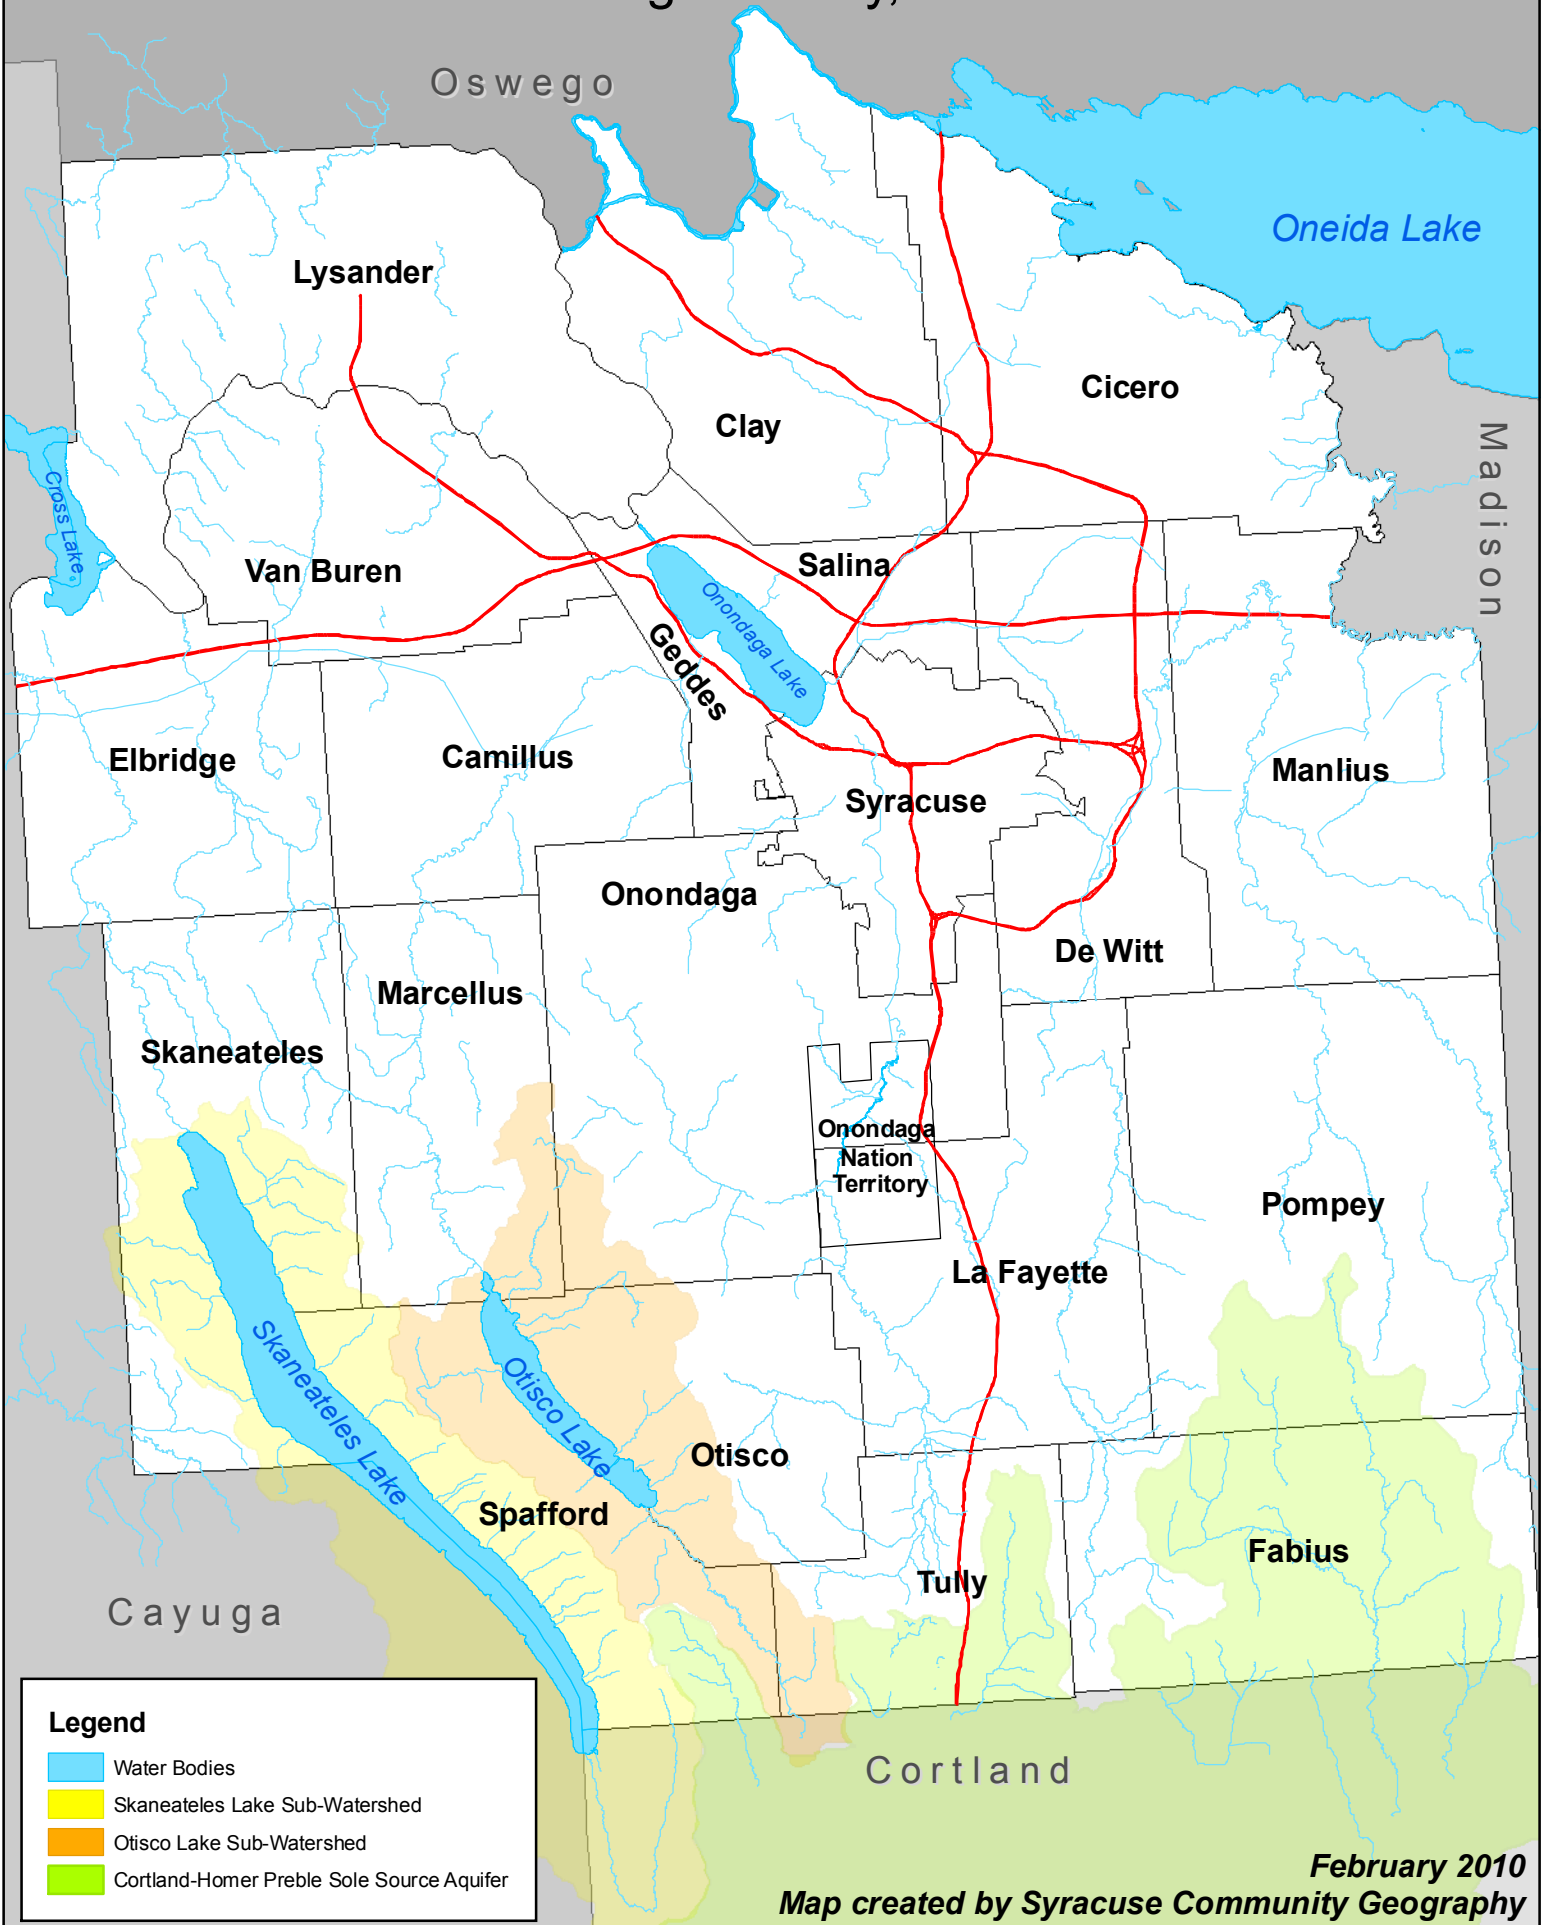 Oswego
Oneida Lake
Lysander
Cicero
Clay
Madison
Cross Lake
Van Buren
Salina
Onondaga Lake
Geddes
Elbridge
Camillus
Manlius
Syracuse
Onondaga
De Witt
Marcellus
Skaneateles
Onondaga
Nation
Territory
Pompey
La Fayette
Skaneateles Lake
Otisco Lake
Otisco
Spafford
Fabius
Tully
Cayuga
Cortland
Legend
Water Bodies
Skaneateles Lake Sub-Watershed
Otisco Lake Sub-Watershed
Cortland-Homer Preble Sole Source Aquifer
February 2010
Map created by Syracuse Community Geography